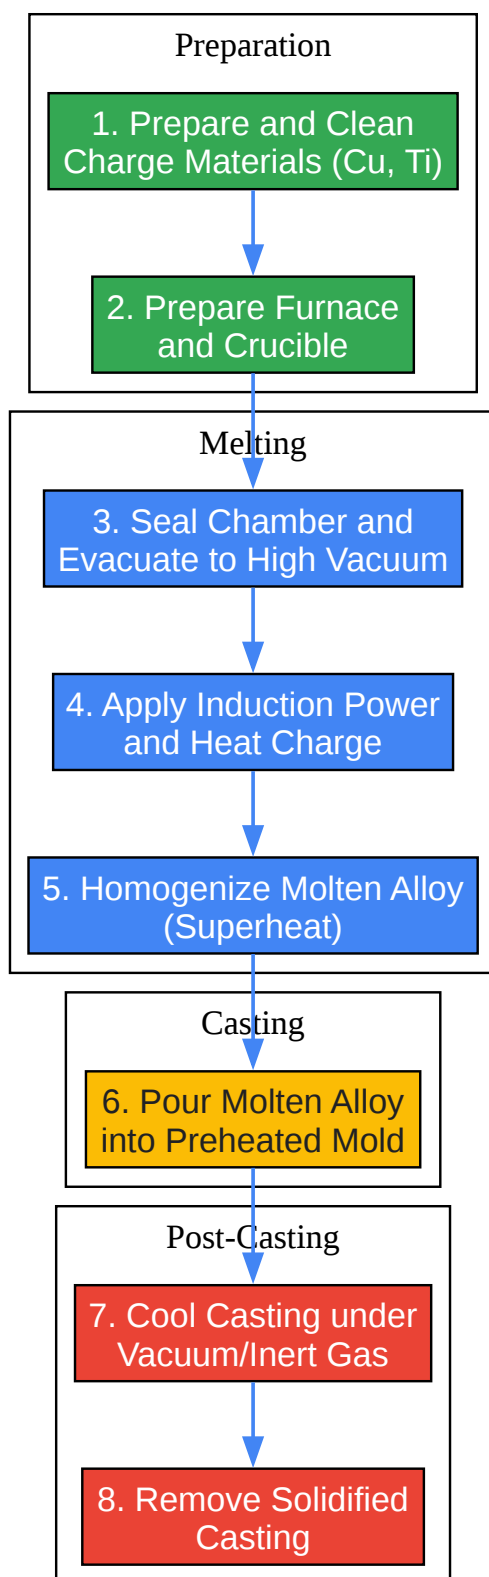 Preparation
1. Prepare and Clean
Charge Materials (Cu, Ti)
2. Prepare Furnace
and Crucible
Melting
3. Seal Chamber and
Evacuate to High Vacuum
4. Apply Induction Power
and Heat Charge
5. Homogenize Molten Alloy
(Superheat)
Casting
6. Pour Molten Alloy
into Preheated Mold
Post-Casting
7. Cool Casting under
Vacuum/Inert Gas
8. Remove Solidified
Casting